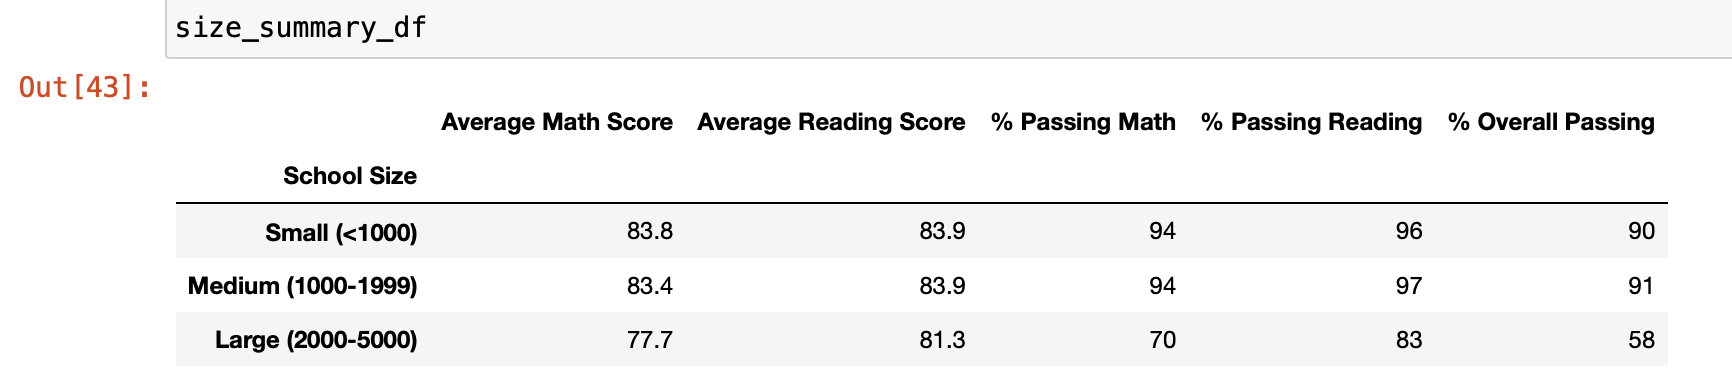 size_summary_df
Out[43]:
Average Math Score Average Reading Score % Passing Math % Passing Reading % Overall Passing
School Size
Small (<1000) 83.8 83.9 94 96 90
Medium (1000-1999) 83.4 83.9 94 97 91
Large (2000-5000) 77.7 81.3 70 83 58